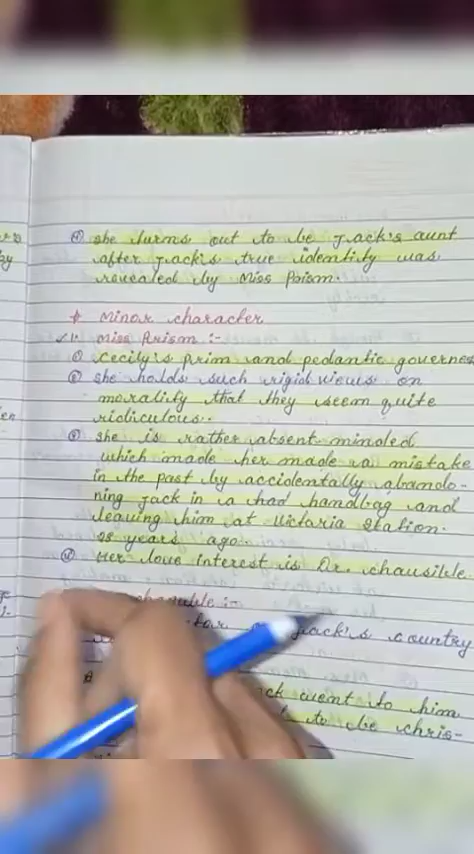 ④ she turns out to be Jack's aunt
after Jack's true identity was
revealed by Miss Prism.
* Minor character
1. Miss Prism :-
① Cecily's prim and pedantic governes
② she holds such rigid views on
morality that they seem quite
ridiculous..
③ she is rather absent minded
which made her made a mistake
in the past by accidentally abando-
ning Jack in a had handbag and
leaving him at Victoria Station.
28 years ago.
④ Her love interest is Dr. chausible
Jack's country
ck went to him
to be chris-